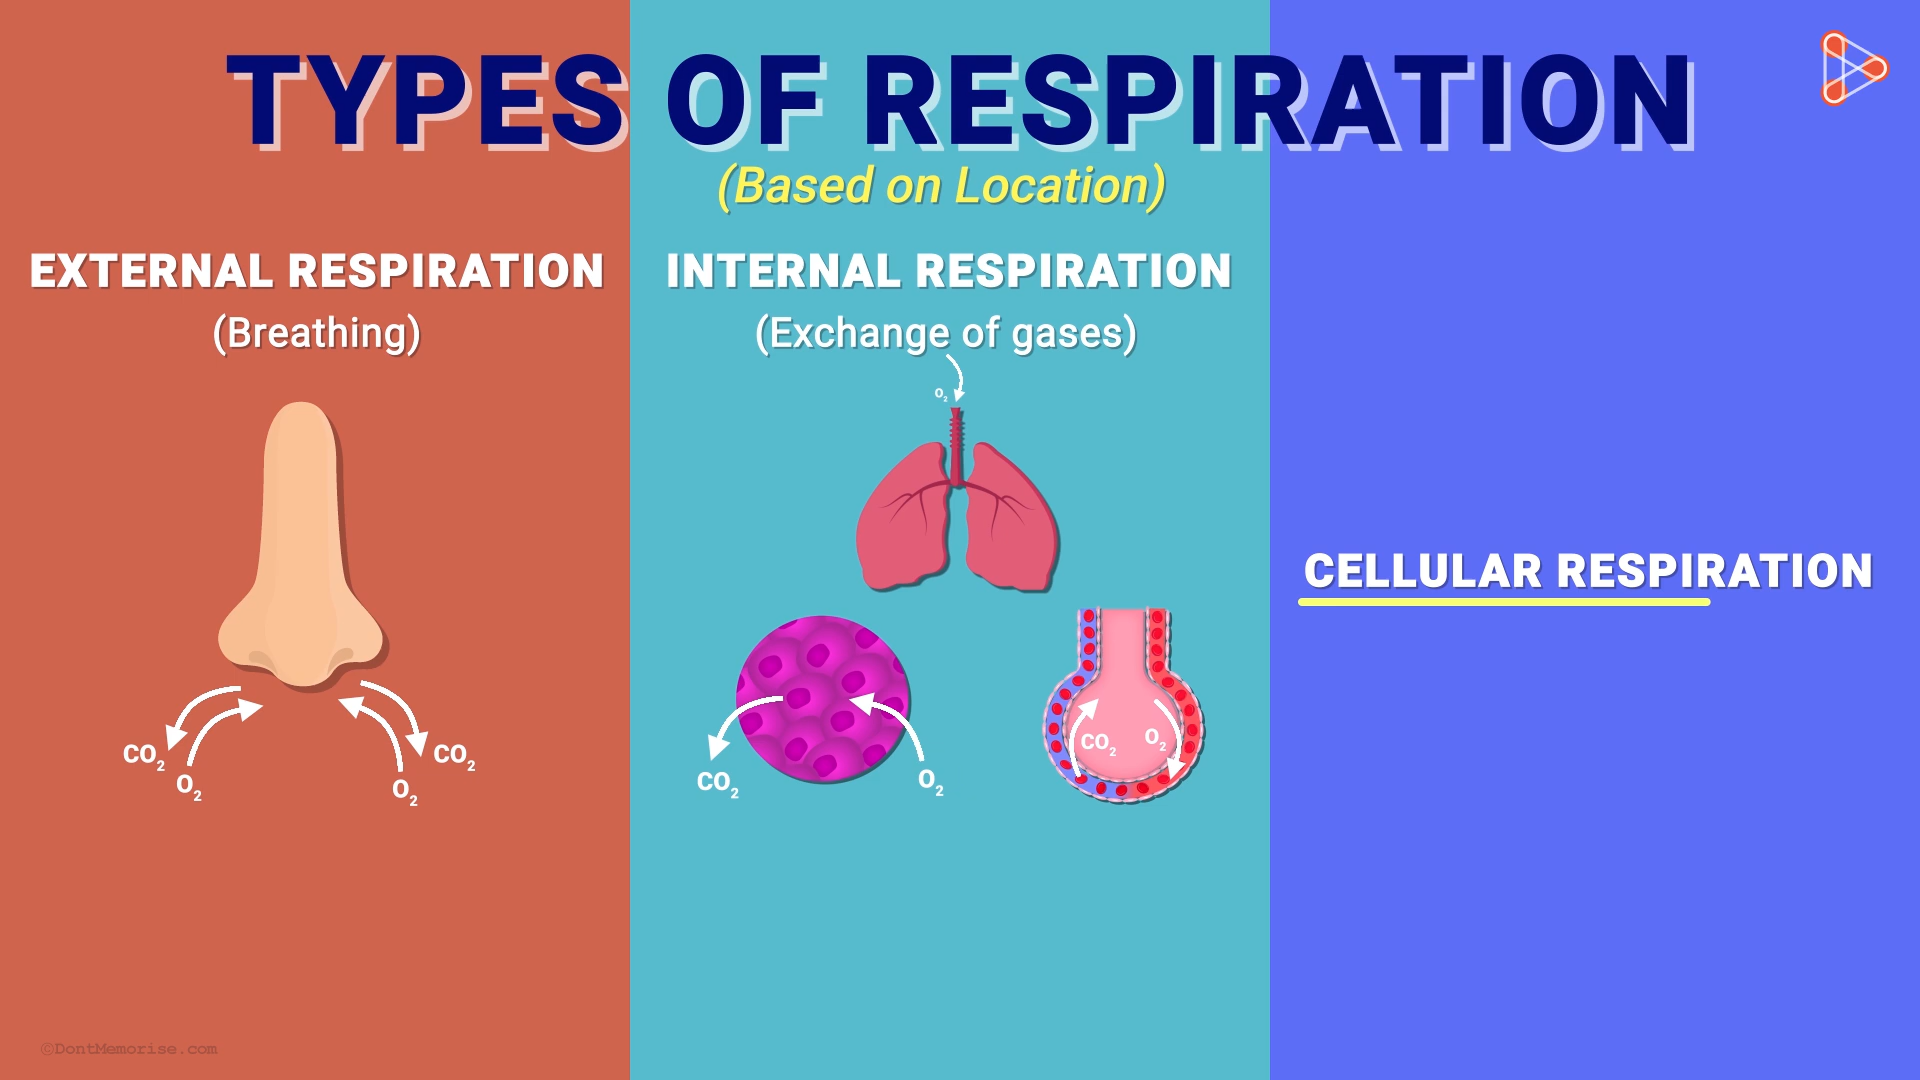 TYPES OF RESPIRATION
(Based on Location)
EXTERNAL RESPIRATION
(Breathing)
CO₂
O₂
O₂
CO₂
INTERNAL RESPIRATION
(Exchange of gases)
O₂
CO₂
O₂
CO₂
O₂
CELLULAR RESPIRATION
©DontMemorise.com